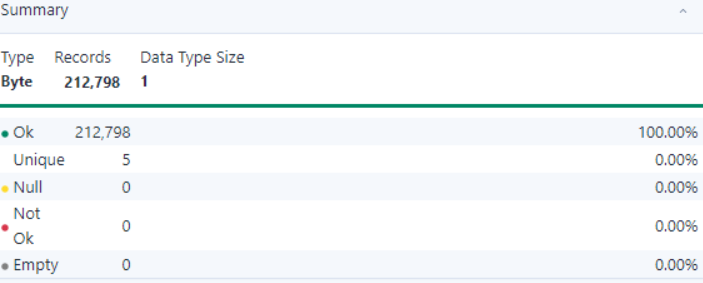 Summary
Type Records Data Type Size
Byte 212,798 1
Ok 212,798 100.00%
Unique 5 0.00%
Null 0 0.00%
Not
Ok 0 0.00%
Empty 0 0.00%